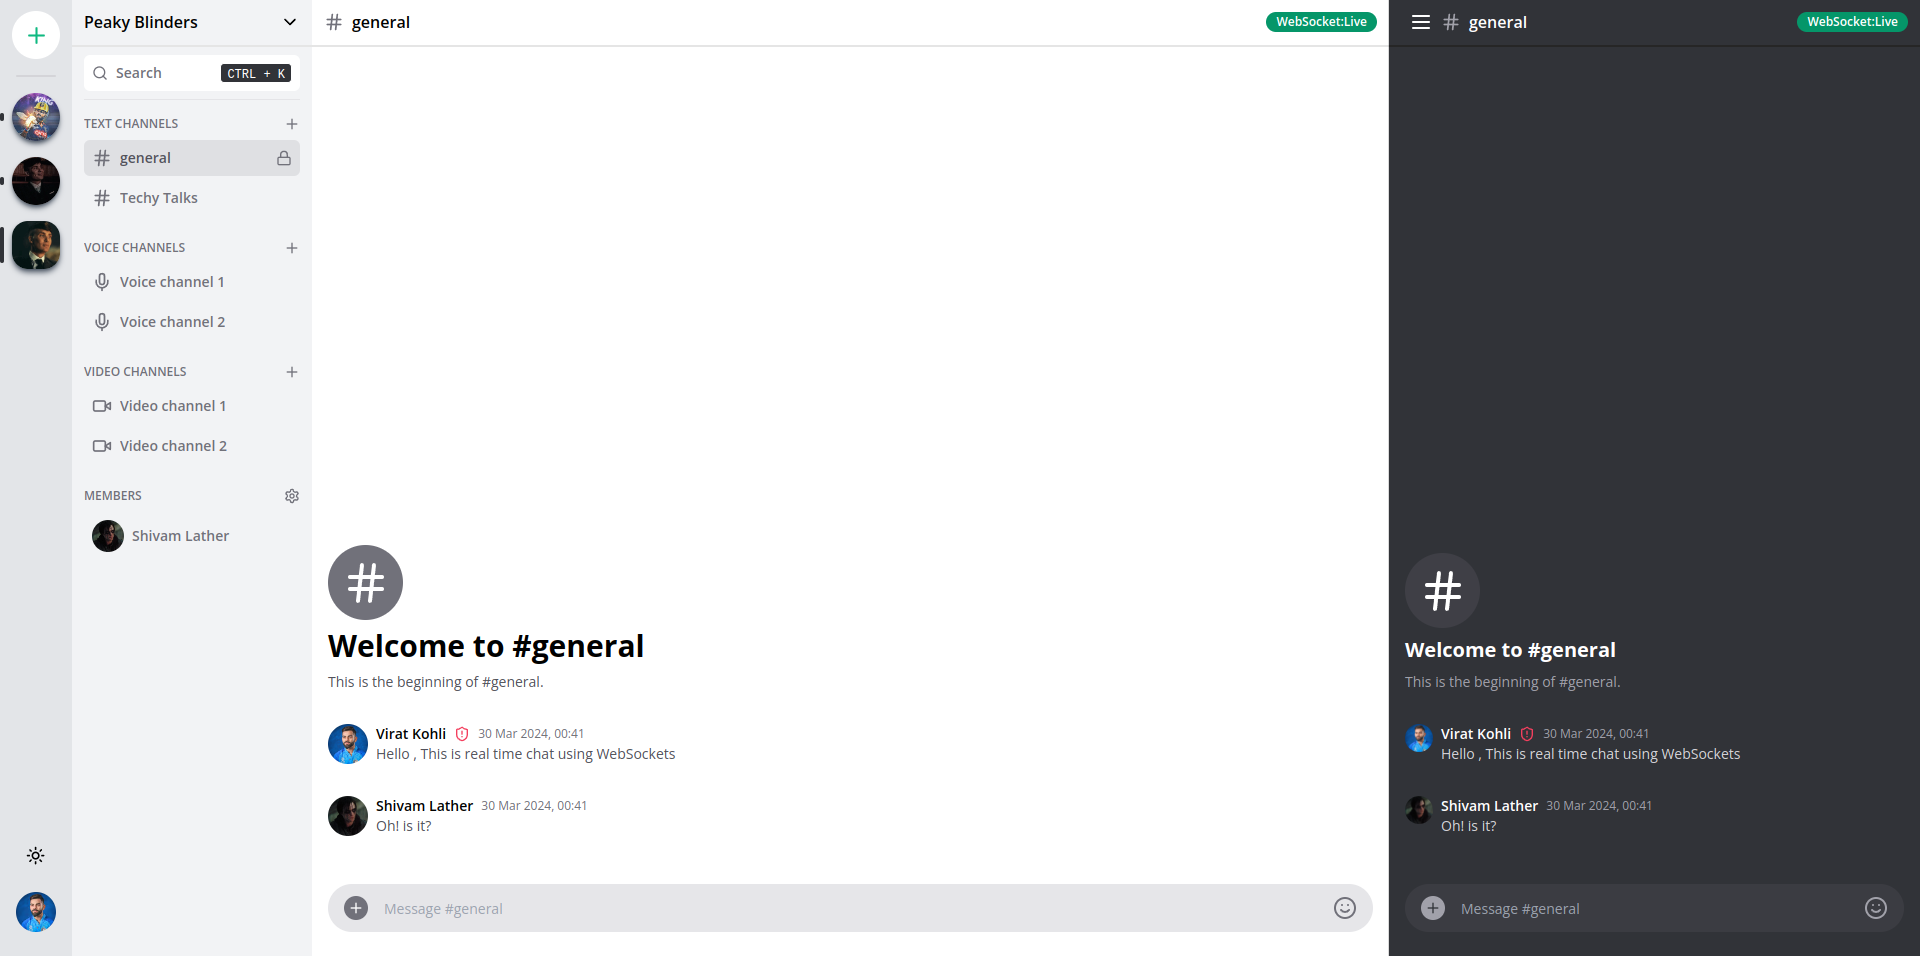 Peaky Blinders
Search
CTRL + K
TEXT CHANNELS
general
Techy Talks
VOICE CHANNELS
Voice channel 1
Voice channel 2
VIDEO CHANNELS
Video channel 1
Video channel 2
MEMBERS
Shivam Lather
# general
WebSocket:Live
#
Welcome to #general
This is the beginning of #general.
Virat Kohli 30 Mar 2024, 00:41
Hello , This is real time chat using WebSockets
Shivam Lather 30 Mar 2024, 00:41
Oh! is it?
Message #general
# general
WebSocket:Live
#
Welcome to #general
This is the beginning of #general.
Virat Kohli 30 Mar 2024, 00:41
Hello , This is real time chat using WebSockets
Shivam Lather 30 Mar 2024, 00:41
Oh! is it?
Message #general